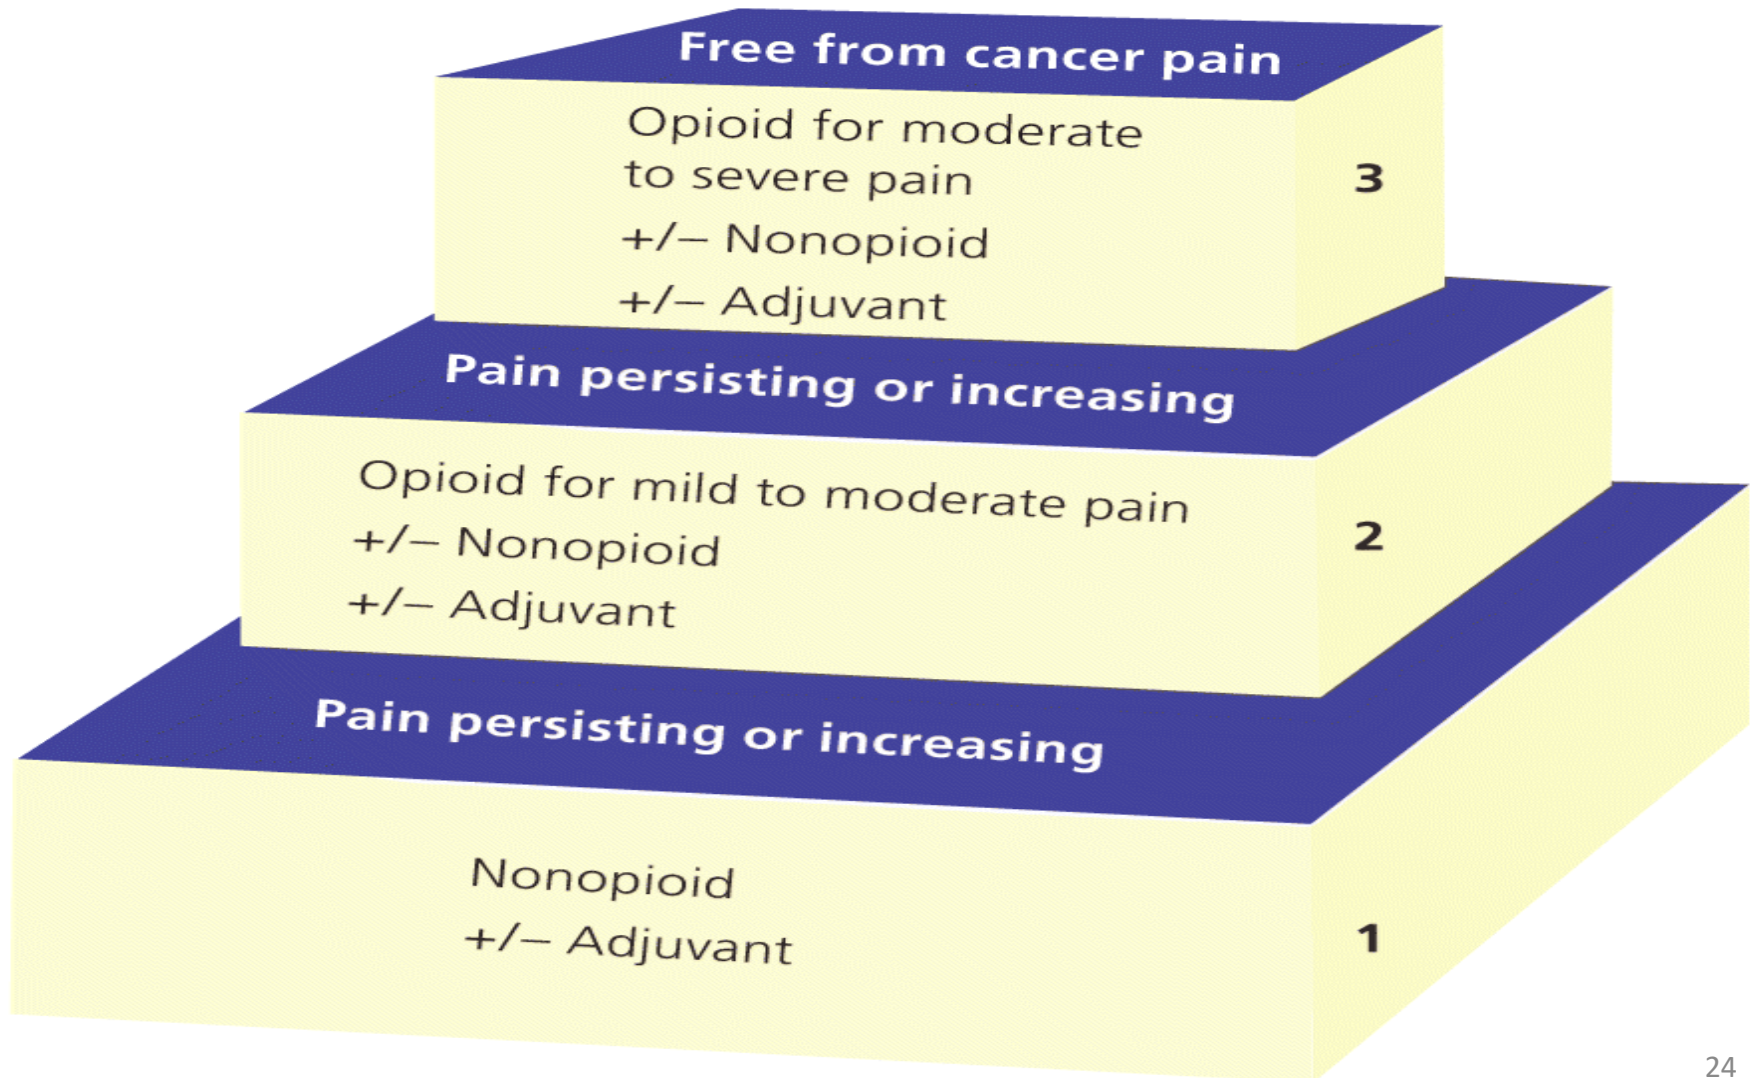 Free from cancer pain
Opioid for moderate
to severe pain
+/– Nonopioid
+/– Adjuvant
3
Pain persisting or increasing
Opioid for mild to moderate pain
+/– Nonopioid
+/– Adjuvant
2
Pain persisting or increasing
Nonopioid
+/– Adjuvant
1
24